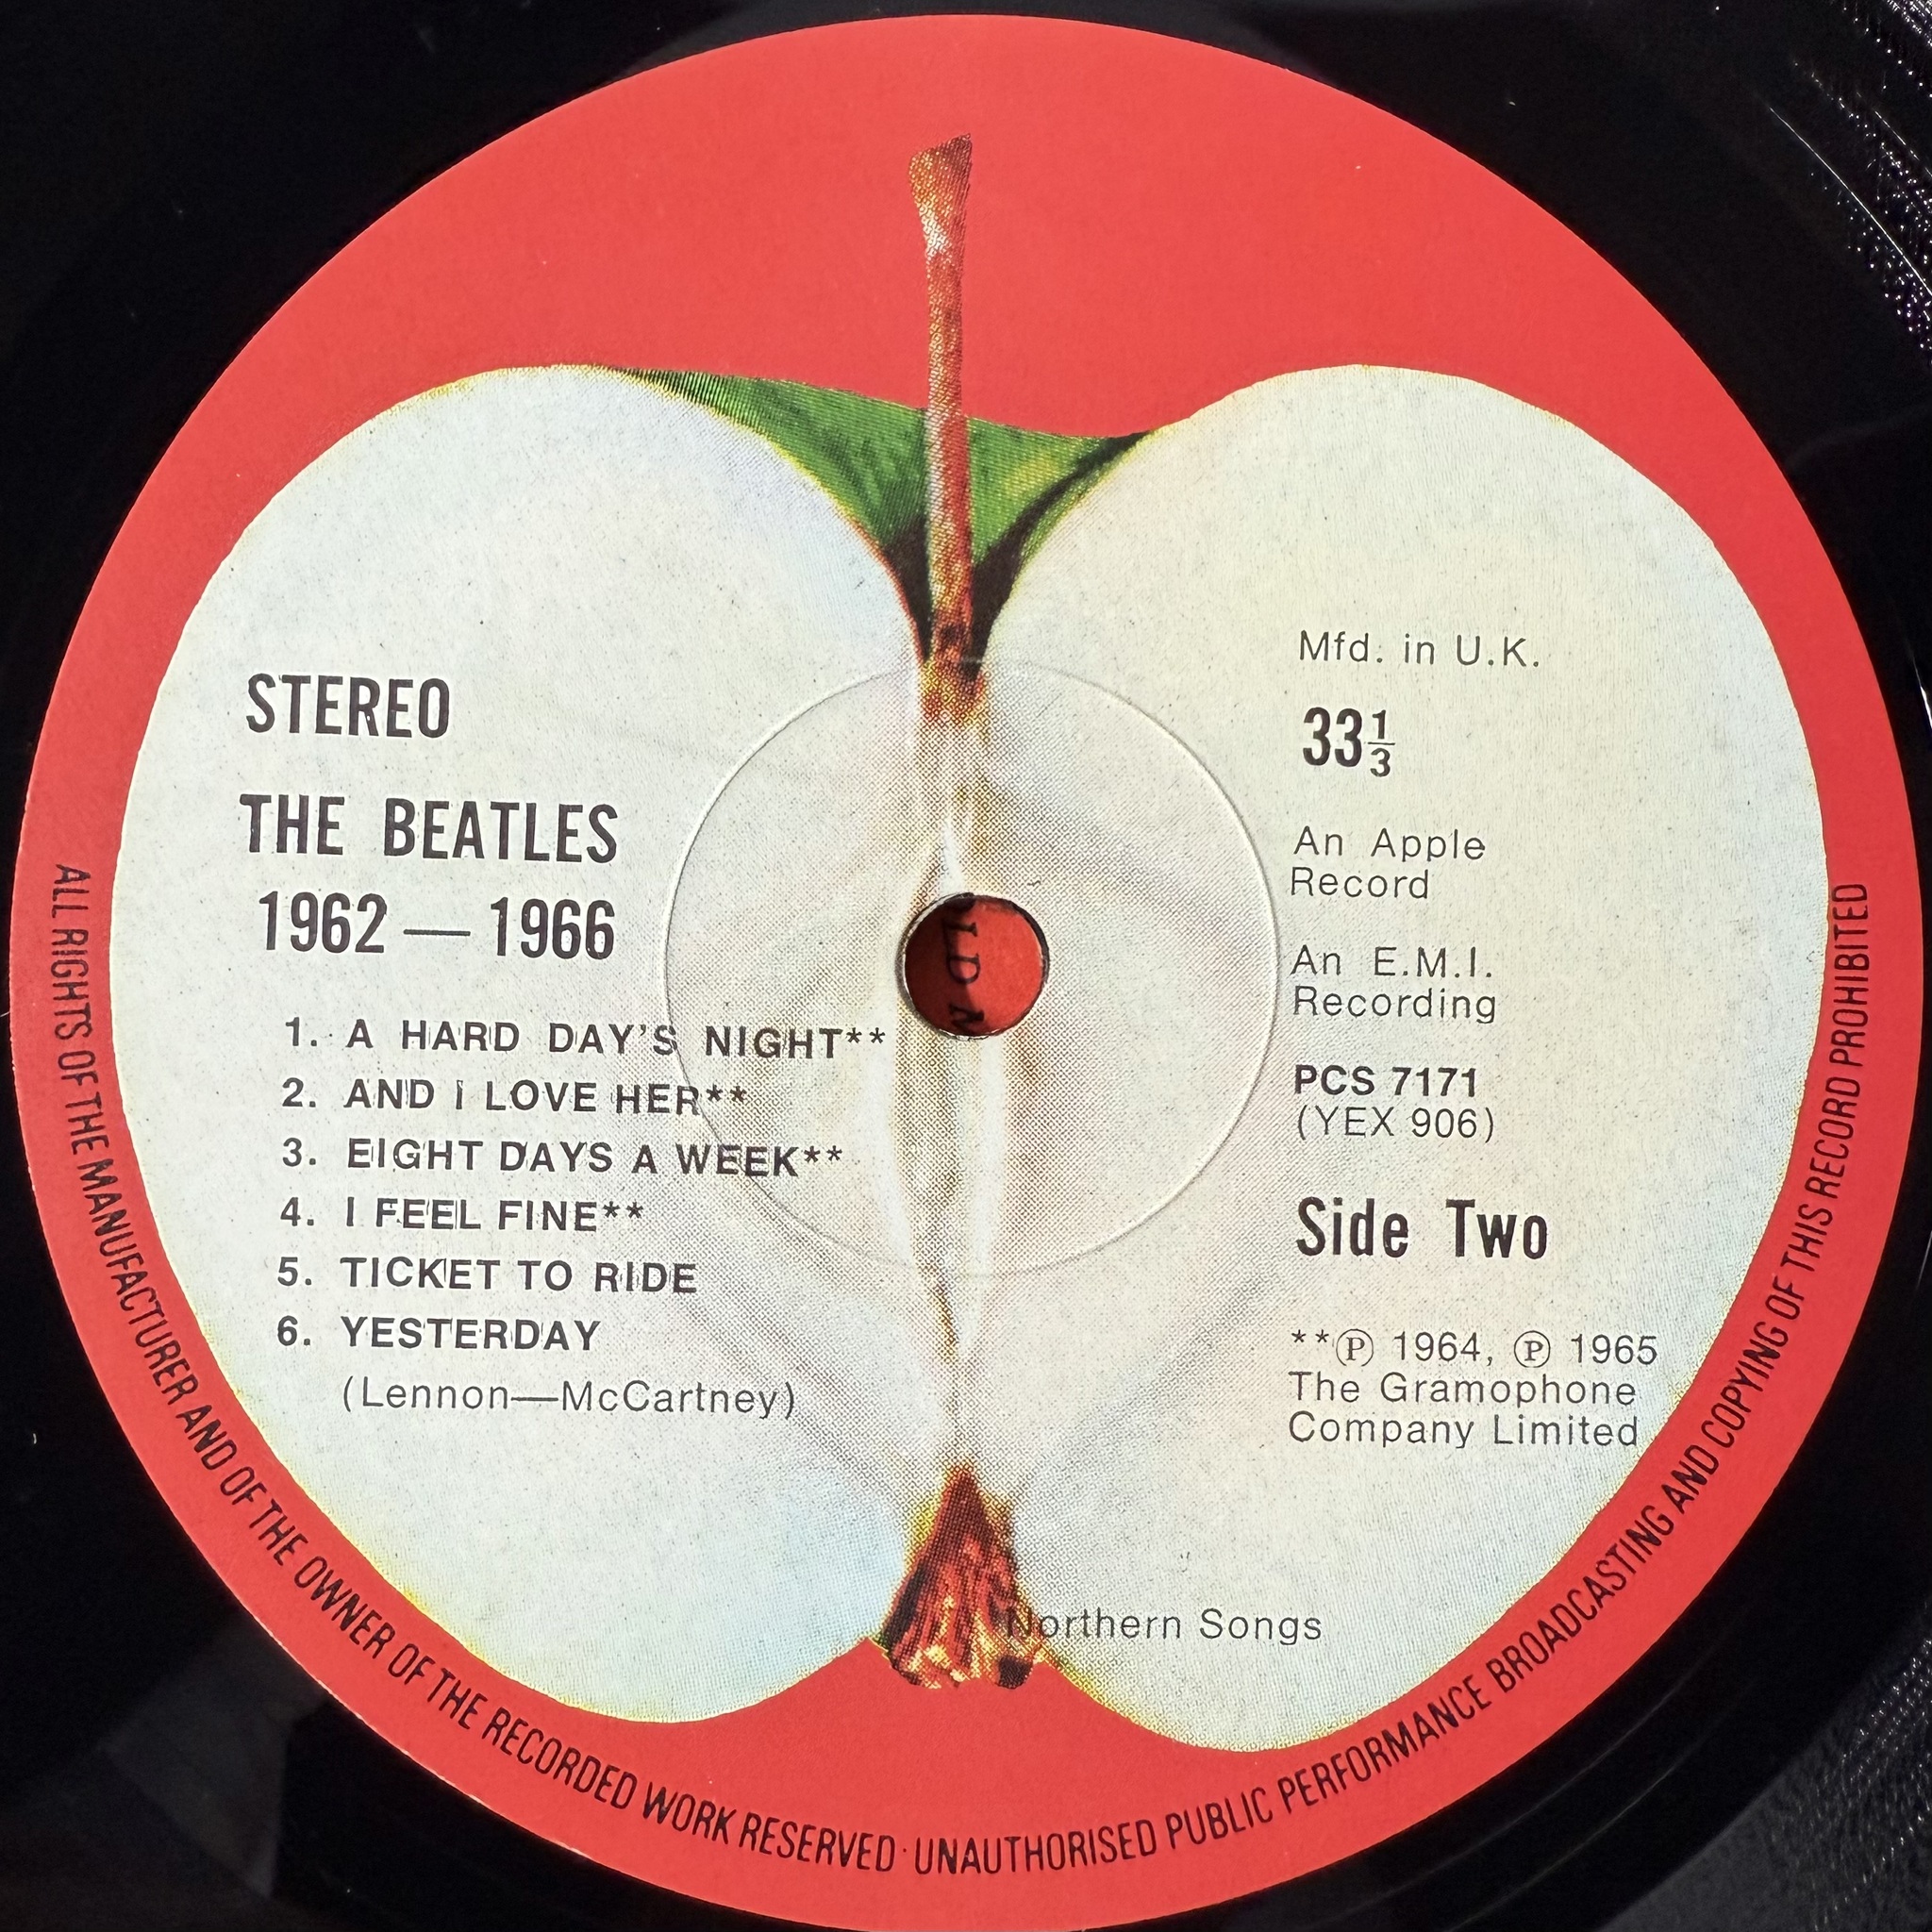 STEREO
THE BEATLES
1962 — 1966
1. A HARD DAY'S NIGHT**
2. AND I LOVE HER**
3. EIGHT DAYS A WEEK**
4. I FEEL FINE**
5. TICKET TO RIDE
6. YESTERDAY
(Lennon—McCartney)
Mfd. in U.K.
33⅓
An Apple
Record
An E.M.I.
Recording
PCS 7171
(YEX 906)
Side Two
**℗ 1964, ℗ 1965
The Gramophone
Company Limited
Northern Songs
ALL RIGHTS OF THE MANUFACTURER AND OF THE OWNER OF THE RECORDED WORK RESERVED · UNAUTHORISED PUBLIC PERFORMANCE BROADCASTING AND COPYING OF THIS RECORD PROHIBITED